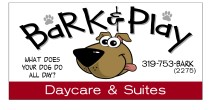 BaRK & Play
WHAT DOES
YOUR DOG DO
ALL DAY?
319-753-BARK
(2275)
Daycare & Suites